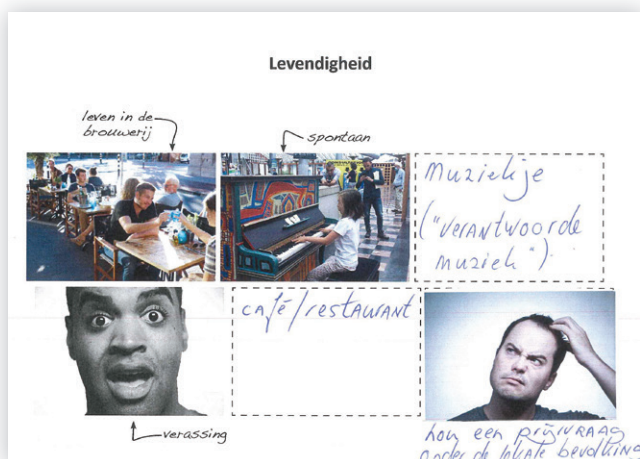 Levendigheid
leven in de
brouwerij
spontaan
muziekje
("verantwoorde
muziek")
café/restaurant
verassing
hou een prijsvraag
onder de lokale bevolking